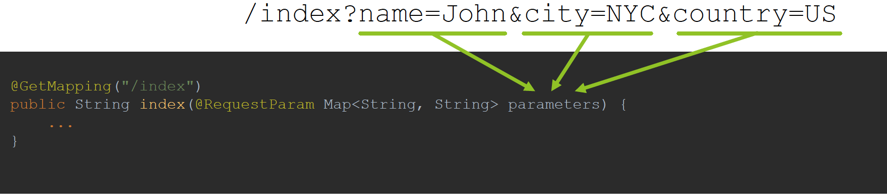 /index?name=John&city=NYC&country=US
@GetMapping("/index")
public String index(@RequestParam Map<String, String> parameters) {
...
}